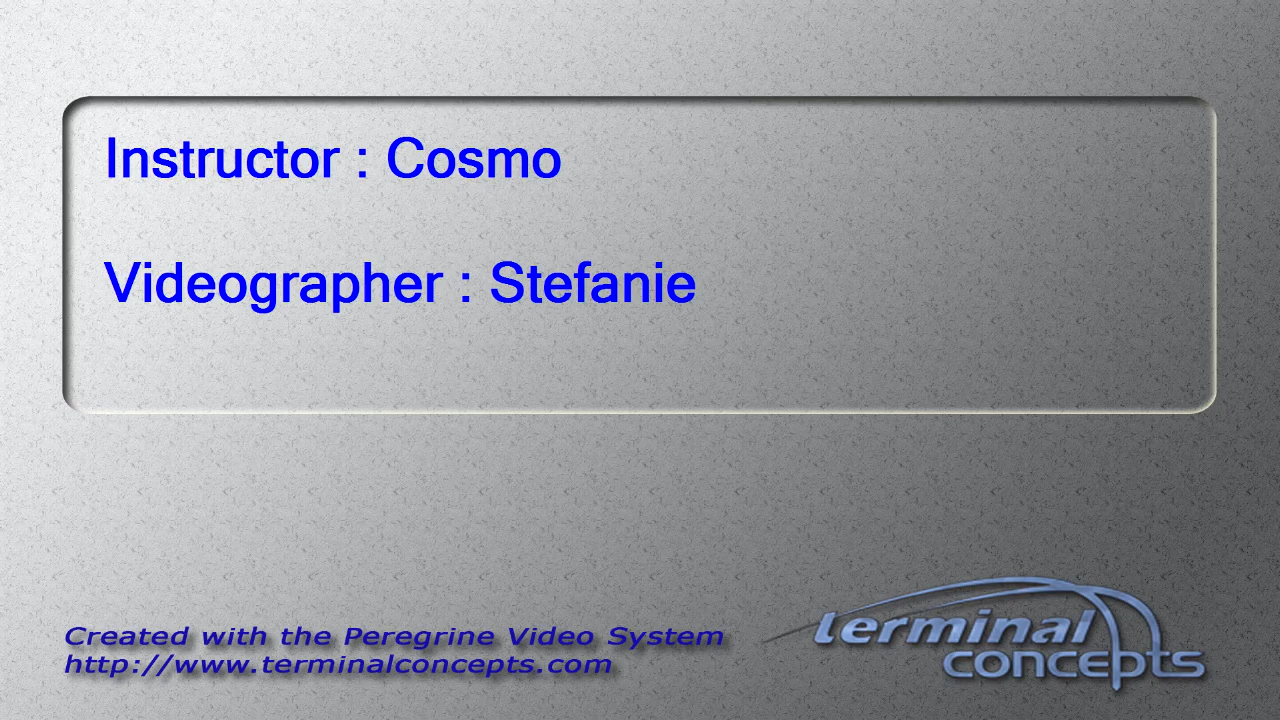 Instructor : Cosmo
Videographer : Stefanie
Created with the Peregrine Video System
http://www.terminalconcepts.com
terminal
concepts